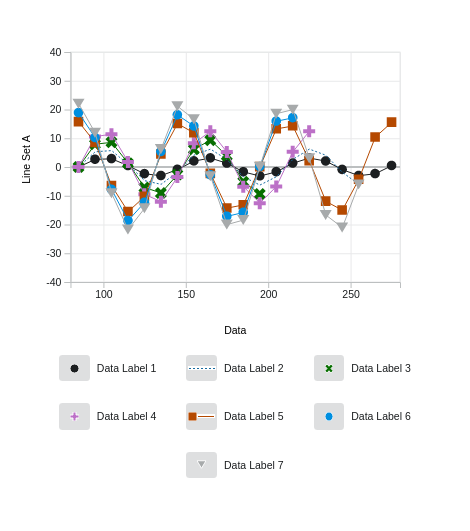 40
30
20
10
0
-10
-20
-30
-40
Line Set A
100 150 200 250
Data
Data Label 1 Data Label 2 Data Label 3
Data Label 4 Data Label 5 Data Label 6
Data Label 7